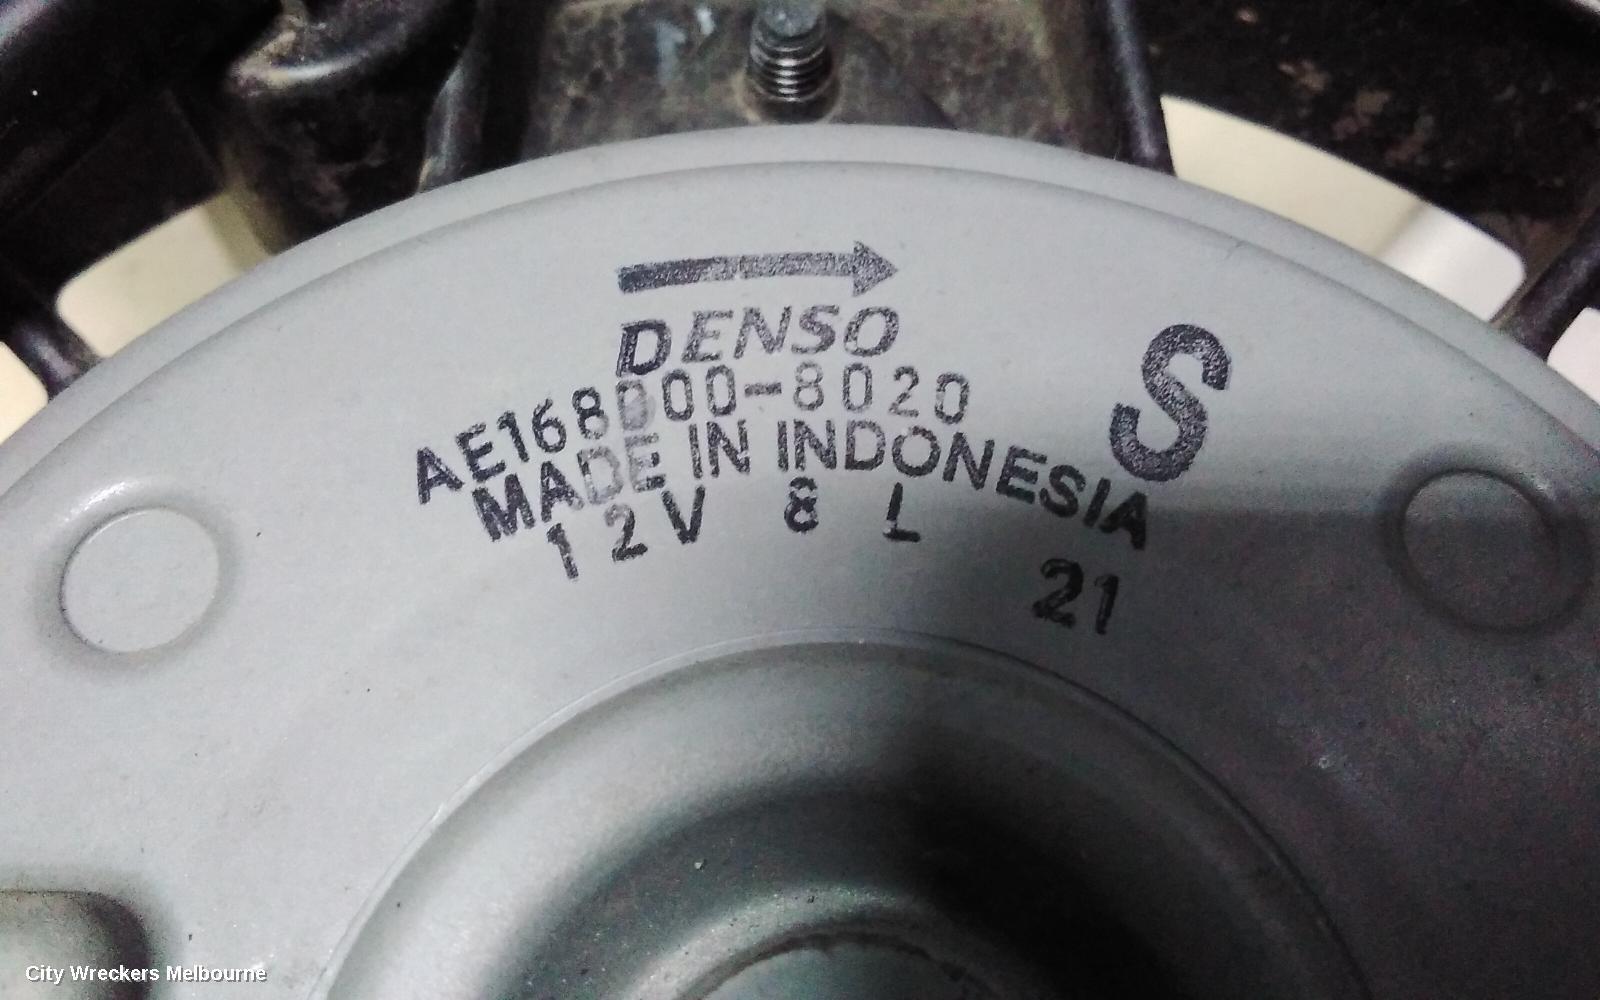 DENSO
S
AE168000-8020
MADE IN INDONESIA
12V 8 L
21
City Wreckers Melbourne